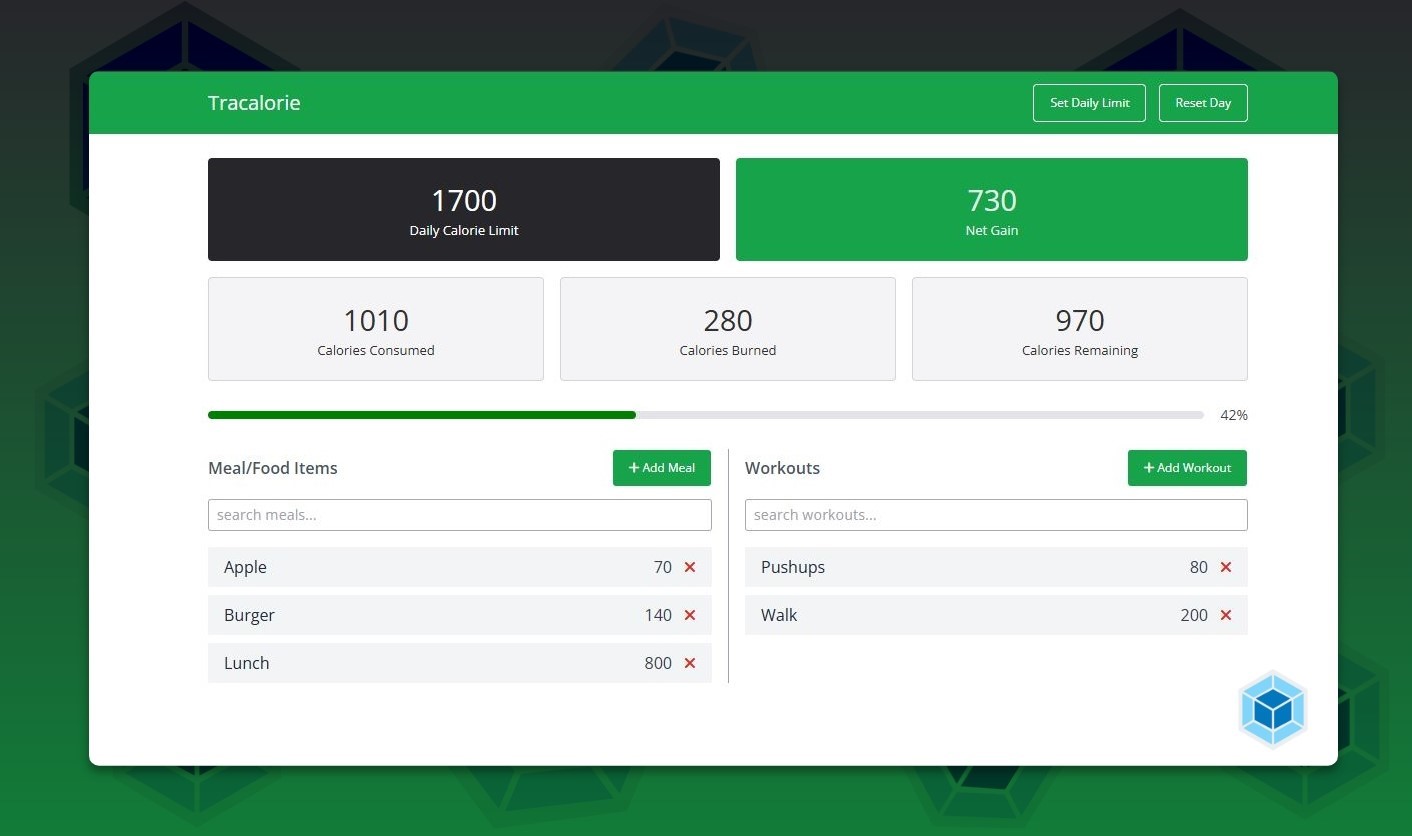 Tracalorie
Set Daily Limit
Reset Day
1700
Daily Calorie Limit
730
Net Gain
1010
Calories Consumed
280
Calories Burned
970
Calories Remaining
42%
Meal/Food Items
+ Add Meal
search meals...
Apple 70 ×
Burger 140 ×
Lunch 800 ×
Workouts
+ Add Workout
search workouts...
Pushups 80 ×
Walk 200 ×